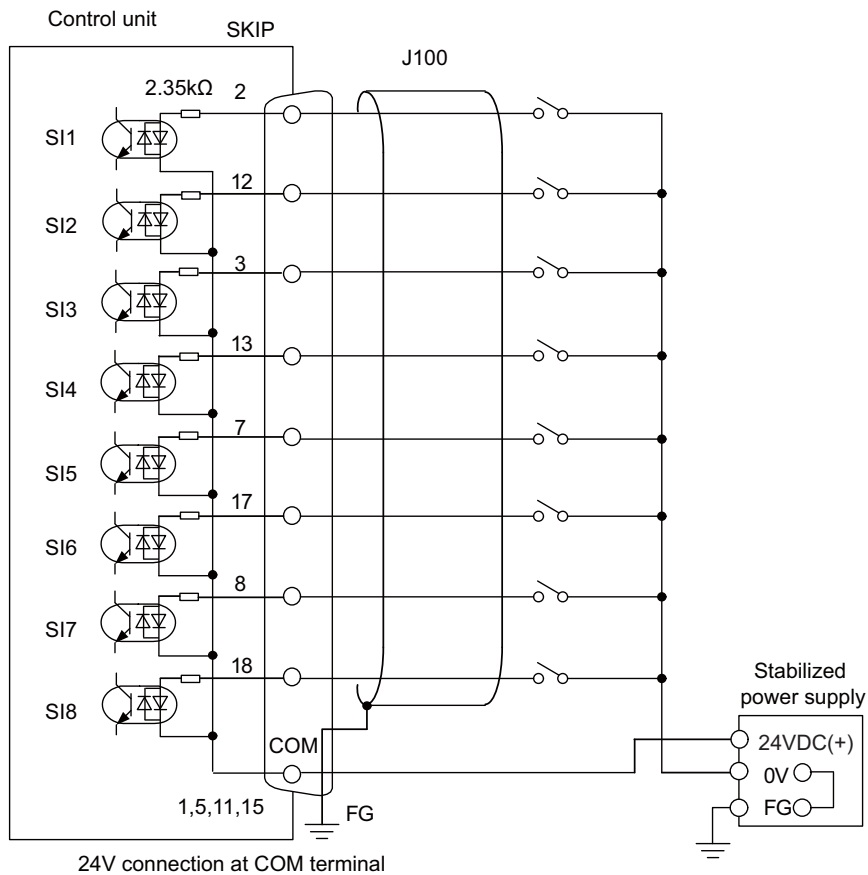 Control unit
SKIP
J100
2.35kΩ
2
SI1
12
SI2
3
SI3
13
SI4
7
SI5
17
SI6
8
SI7
18
SI8
Stabilized
power supply
COM
24VDC(+)
0V
1,5,11,15
FG
FG
24V connection at COM terminal